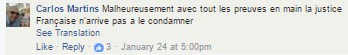 Carlos Martins Malheureusement avec tout les preuves en main la justice
Française n'arrive pas a le condamner
See Translation
Like · Reply · 3 · January 24 at 5:00pm